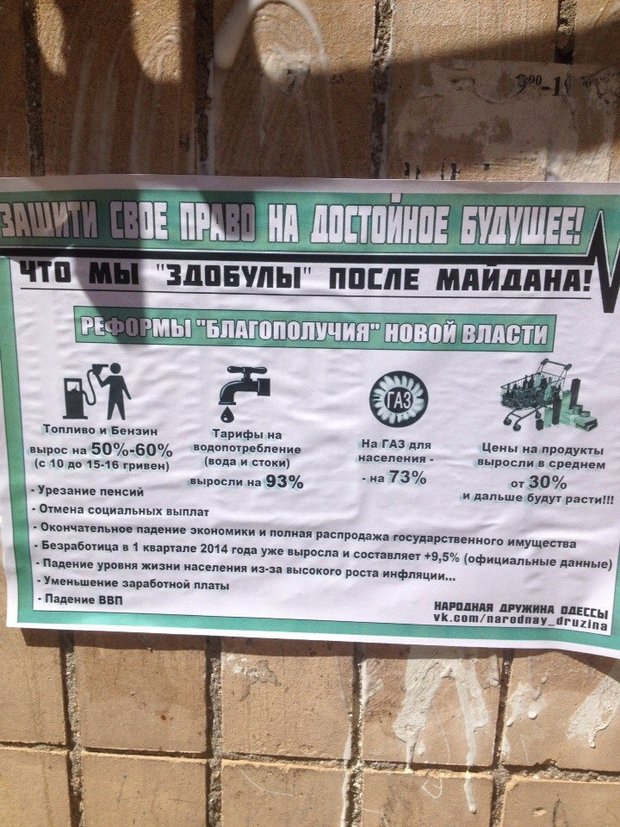 ЗАЩИТИ СВОЕ ПРАВО НА ДОСТОЙНОЕ БУДУЩЕЕ!
ЧТО МЫ "ЗДОБУЛЫ" ПОСЛЕ МАЙДАНА!
РЕФОРМЫ "БЛАГОПОЛУЧИЯ" НОВОЙ ВЛАСТИ
Топливо и Бензин
вырос на 50%-60%
(с 10 до 15-16 гривен)
Тарифы на
водопотребление
(вода и стоки)
выросли на 93%
ГАЗ
На ГАЗ для
населения -
- на 73%
Цены на продукты
выросли в среднем
от 30%
и дальше будут расти!!!
- Урезание пенсий
- Отмена социальных выплат
- Окончательное падение экономики и полная распродажа государственного имущества
- Безработица в 1 квартале 2014 года уже выросла и составляет +9,5% (официальные данные)
- Падение уровня жизни населения из-за высокого роста инфляции...
- Уменьшение заработной платы
- Падение ВВП
НАРОДНАЯ ДРУЖИНА ОДЕССЫ
vk.com/narodnay_druzina